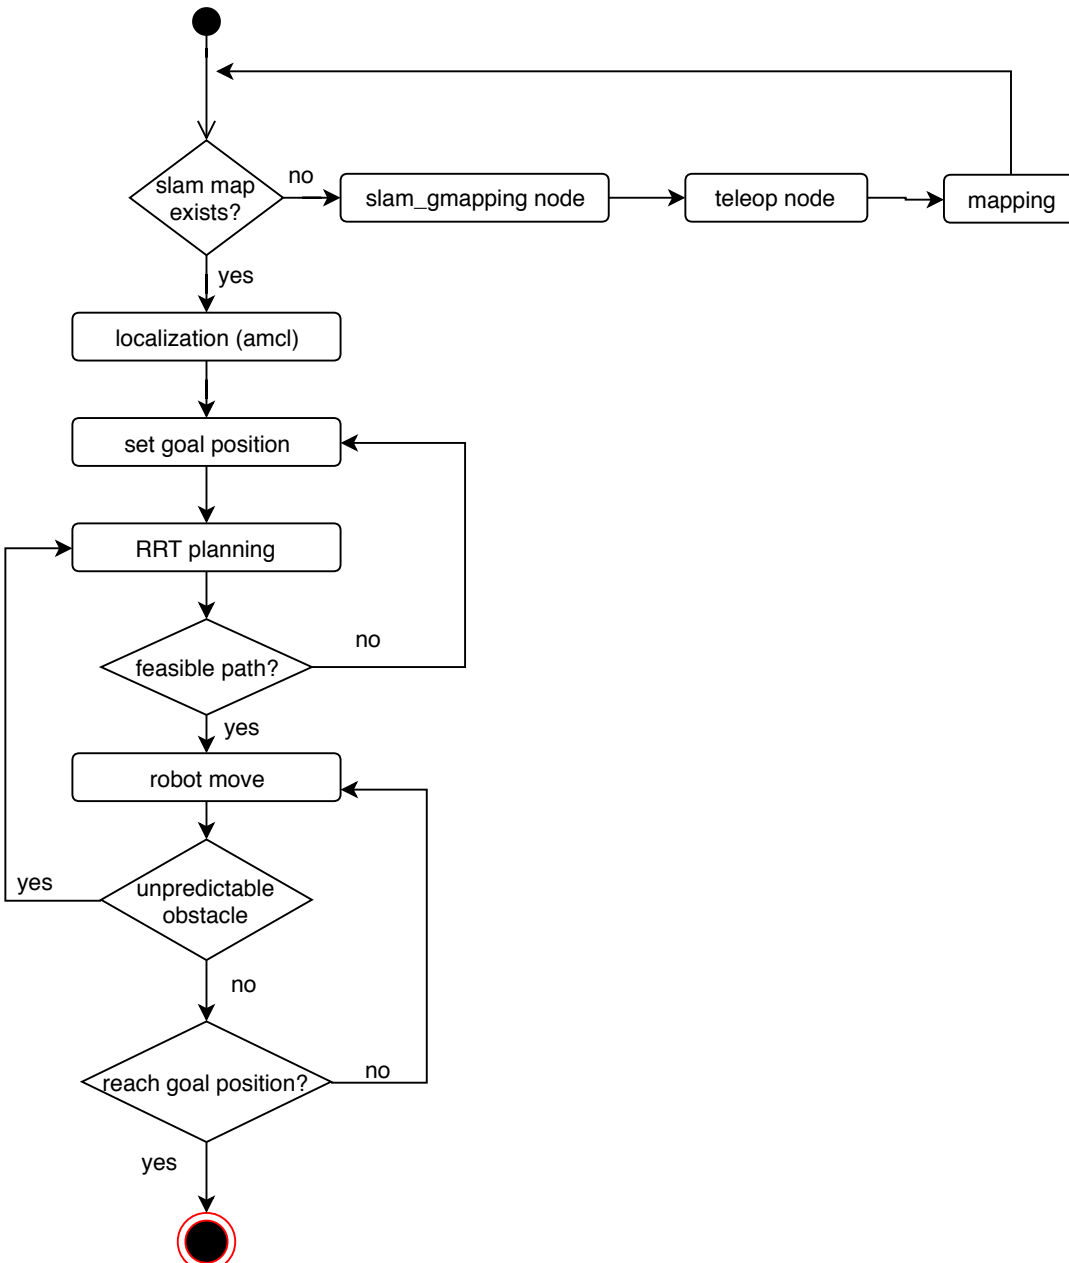 slam map
exists?
no
slam_gmapping node
teleop node
mapping
yes
localization (amcl)
set goal position
RRT planning
feasible path?
no
yes
robot move
unpredictable
obstacle
yes
no
reach goal position?
no
yes